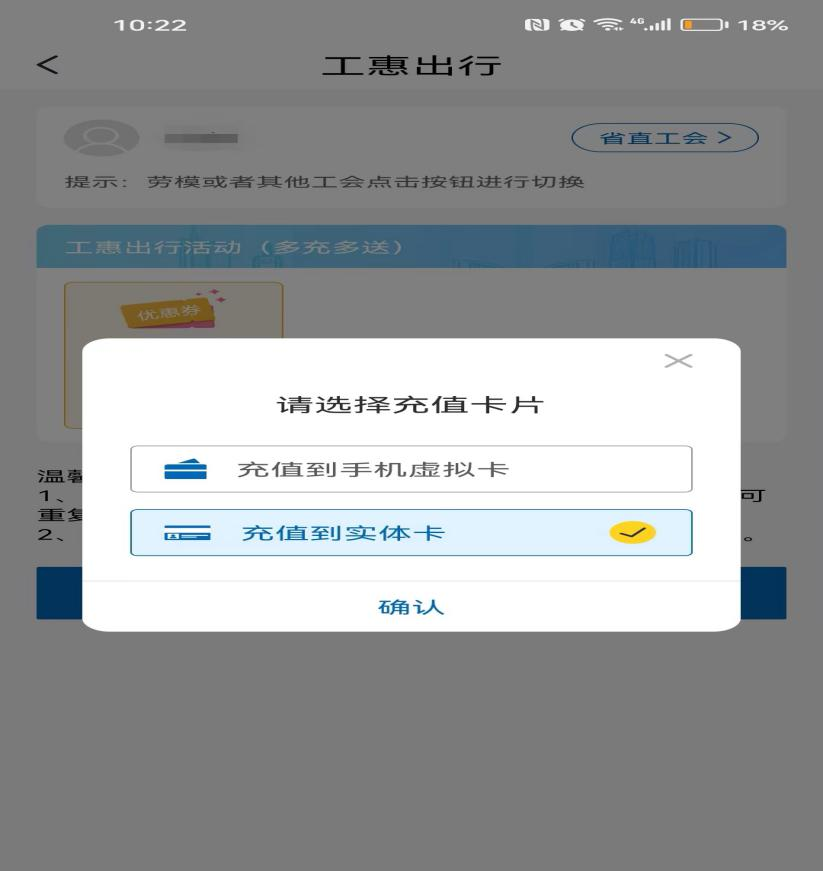 10:22
4G
18%
<
工惠出行
省直工会 >
提示：劳模或者其他工会点击按钮进行切换
工惠出行活动（多充多送）
优惠券
请选择充值卡片
充值到手机虚拟卡
充值到实体卡
确认
温馨
1、
可
重复
2、
。